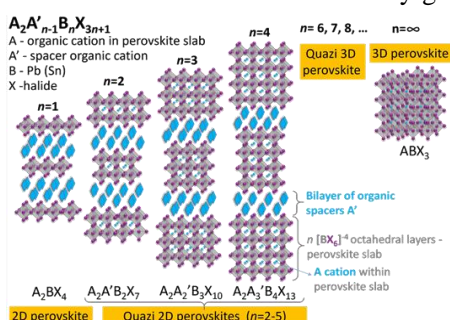 A₂A'ₙ₋₁BₙX₃ₙ₊₁
A - organic cation in perovskite slab
A' – spacer organic cation
B - Pb (Sn)
X -halide
n=1
n=2
n=3
n=4
n= 6, 7, 8, ...
n=∞
Quazi 3D
perovskite
3D perovskite
ABX₃
Bilayer of organic
spacers A'
n [BX₆]⁻⁴ octahedral layers -
perovskite slab
A cation within
perovskite slab
A₂BX₄
A₂A'B₂X₇
A₂A₂'B₃X₁₀
A₂A₃'B₄X₁₃
2D perovskite
Quazi 2D perovskites (n=2-5)